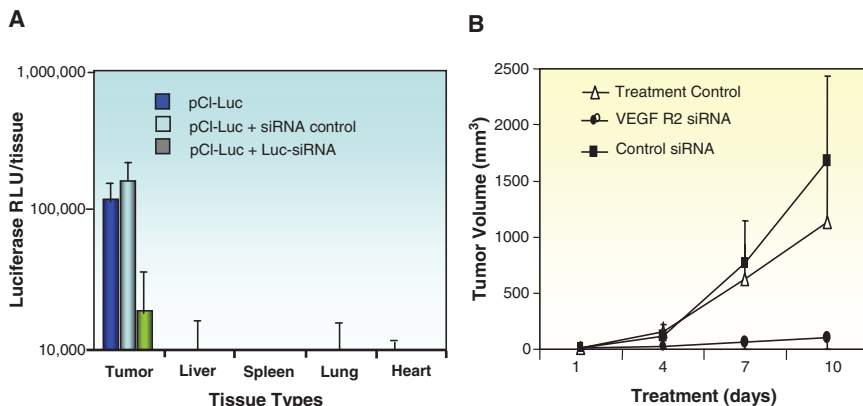 A
Luciferase RLU/tissue
1,000,000
100,000
10,000
pCl-Luc
pCl-Luc + siRNA control
pCl-Luc + Luc-siRNA
Tumor Liver Spleen Lung Heart
Tissue Types
B
Tumor Volume (mm³)
2500
2000
1500
1000
500
0
Treatment Control
VEGF R2 siRNA
Control siRNA
1 4 7 10
Treatment (days)